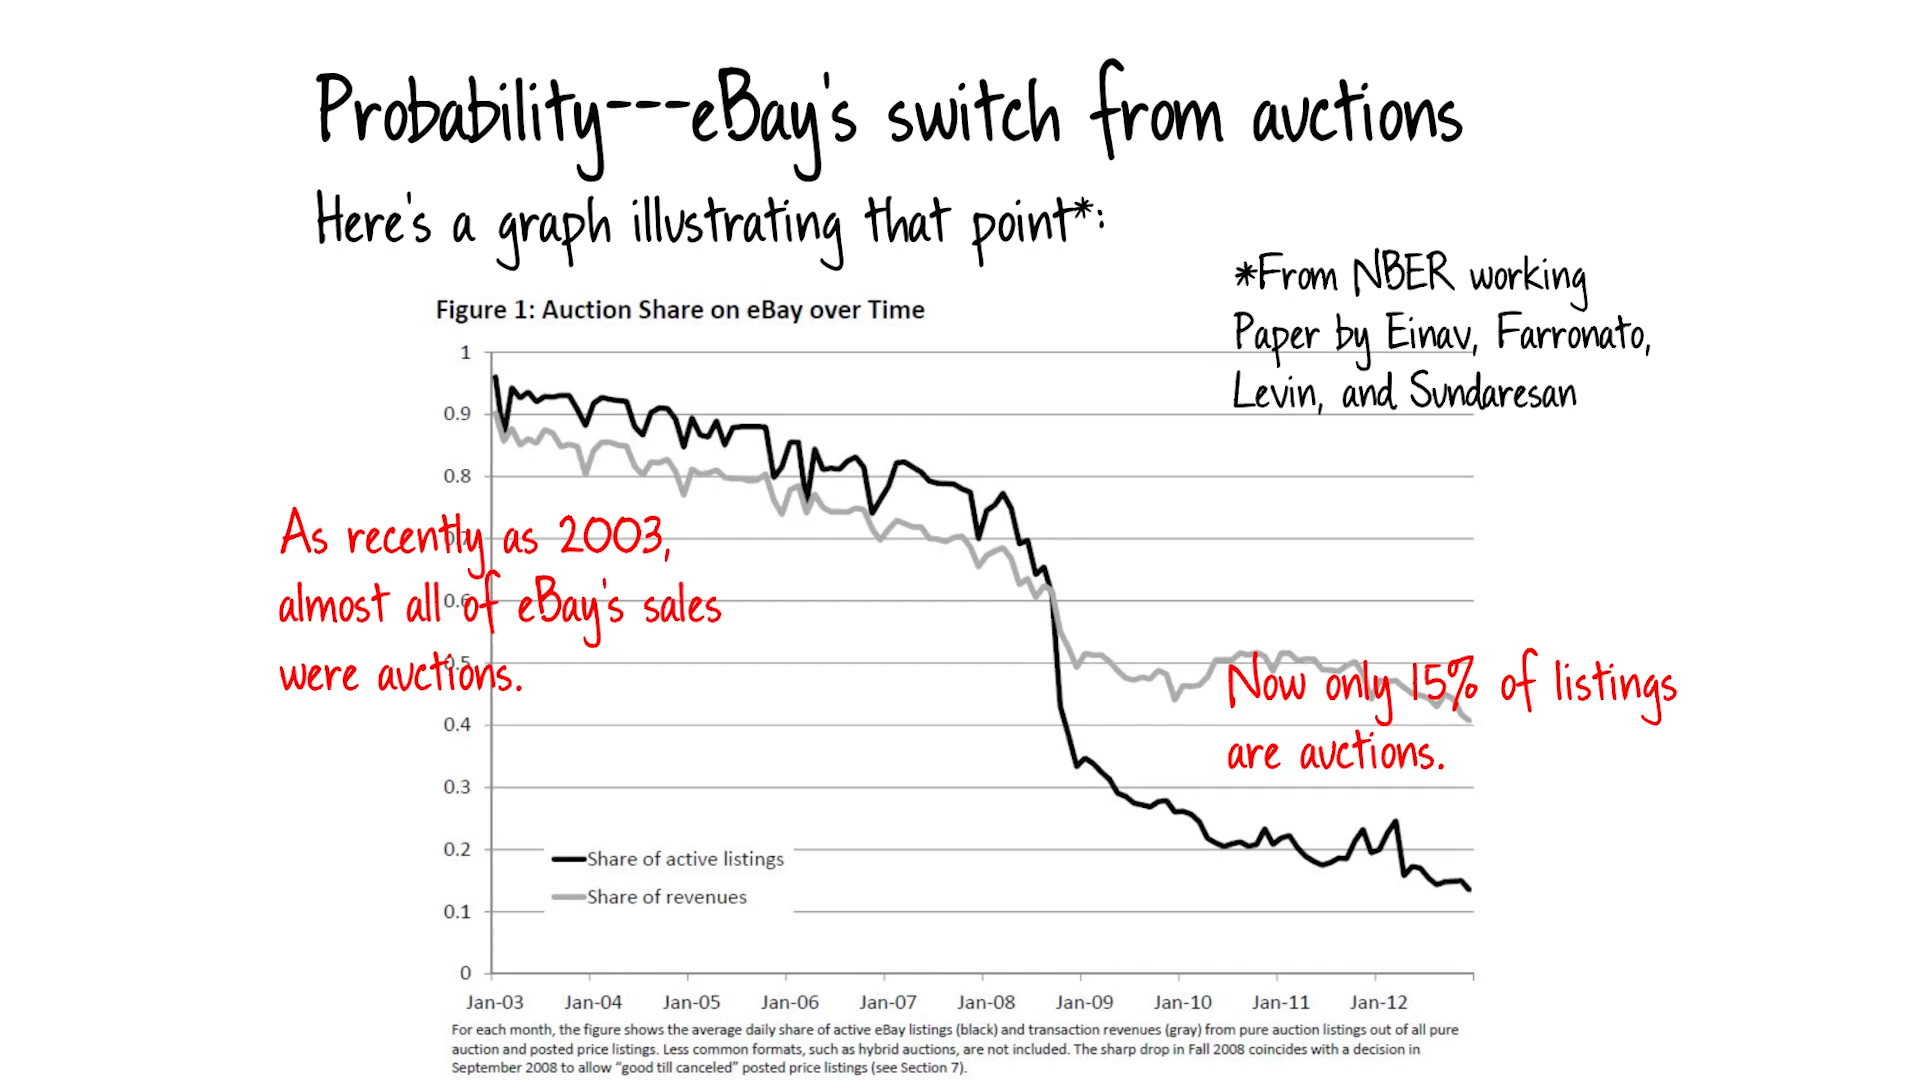 Probability---eBay's switch from auctions
Here's a graph illustrating that point*:
*From NBER working
Paper by Einav, Farronato,
Levin, and Sundaresan
Figure 1: Auction Share on eBay over Time
1
0.9
0.8
0.7
0.6
0.5
0.4
0.3
0.2
0.1
0
As recently as 2003,
almost all of eBay's sales
were auctions.
Now only 15% of listings
are auctions.
Share of active listings
Share of revenues
Jan-03 Jan-04 Jan-05 Jan-06 Jan-07 Jan-08 Jan-09 Jan-10 Jan-11 Jan-12
For each month, the figure shows the average daily share of active eBay listings (black) and transaction revenues (gray) from pure auction listings out of all pure
auction and posted price listings. Less common formats, such as hybrid auctions, are not included. The sharp drop in Fall 2008 coincides with a decision in
September 2008 to allow “good till canceled” posted price listings (see Section 7).